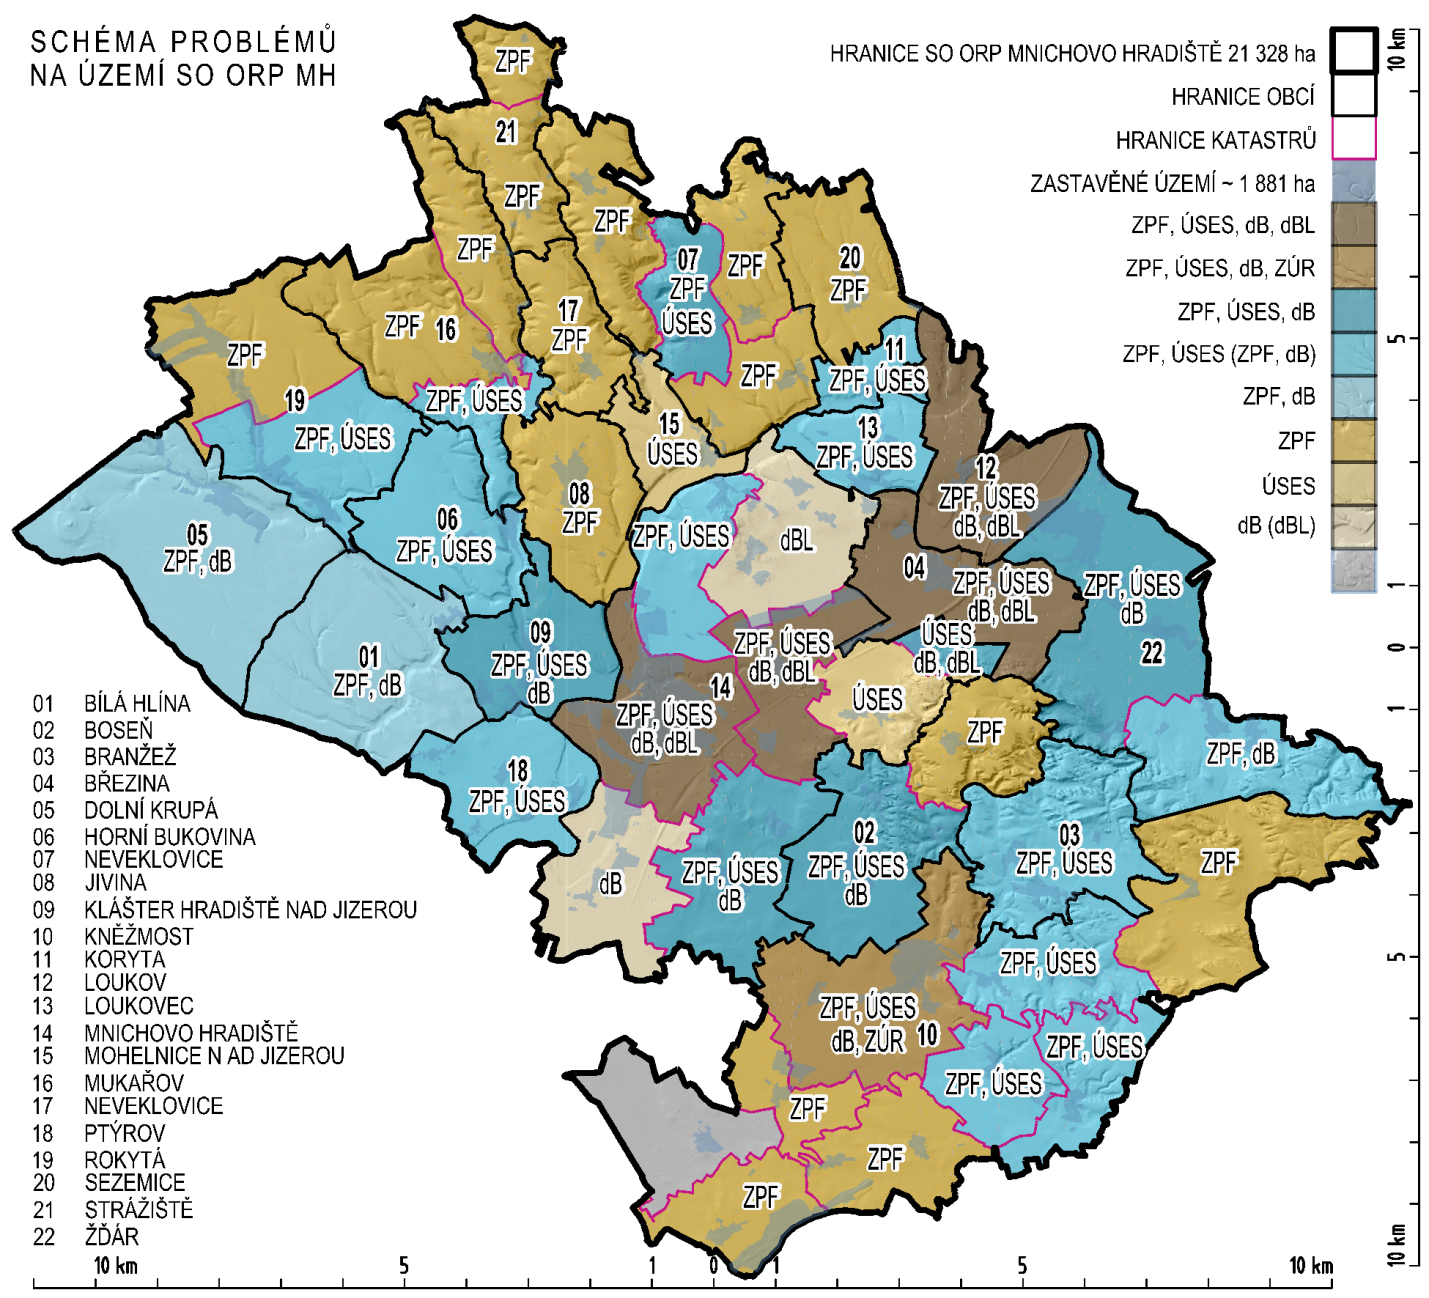 SCHÉMA PROBLÉMŮ
NA ÚZEMÍ SO ORP MH
HRANICE SO ORP MNICHOVO HRADIŠTĚ 21 328 ha
HRANICE OBCÍ
HRANICE KATASTRŮ
ZASTAVĚNÉ ÚZEMÍ ~ 1 881 ha
ZPF, ÚSES, dB, dBL
ZPF, ÚSES, dB, ZÚR
ZPF, ÚSES, dB
ZPF, ÚSES (ZPF, dB)
ZPF, dB
ZPF
ÚSES
dB (dBL)
10 km
5
1
0
1
5
10 km
ZPF
21
ZPF
ZPF
ZPF
07
ZPF
ÚSES
ZPF
20
ZPF
17
ZPF
ZPF 16
ZPF
11
ZPF, ÚSES
ZPF
19
ZPF, ÚSES
ZPF, ÚSES
15
ÚSES
13
ZPF, ÚSES
12
ZPF, ÚSES
dB, dBL
08
ZPF
05
ZPF, dB
06
ZPF, ÚSES
ZPF, ÚSES
dBL
04
ZPF, ÚSES
dB, dBL
ZPF, ÚSES
dB
22
09
ZPF, ÚSES
dB
ZPF, ÚSES
dB, dBL
ÚSES
dB, dBL
01
ZPF, dB
14
ZPF, ÚSES
dB, dBL
ÚSES
ZPF
ZPF, dB
18
ZPF, ÚSES
02
ZPF, ÚSES
dB
03
ZPF, ÚSES
ZPF
dB
ZPF, ÚSES
dB
ZPF, ÚSES
ZPF, ÚSES
dB, ZÚR 10
ZPF, ÚSES
ZPF, ÚSES
ZPF
ZPF
ZPF
01 BÍLÁ HLÍNA
02 BOSEŇ
03 BRANŽEŽ
04 BŘEZINA
05 DOLNÍ KRUPÁ
06 HORNÍ BUKOVINA
07 NEVEKLOVICE
08 JIVINA
09 KLÁŠTER HRADIŠTĚ NAD JIZEROU
10 KNĚŽMOST
11 KORYTA
12 LOUKOV
13 LOUKOVEC
14 MNICHOVO HRADIŠTĚ
15 MOHELNICE N AD JIZEROU
16 MUKAŘOV
17 NEVEKLOVICE
18 PTÝROV
19 ROKYTÁ
20 SEZEMICE
21 STRÁŽIŠTĚ
22 ŽĎÁR
10 km 5 1 0 1 5 10 km